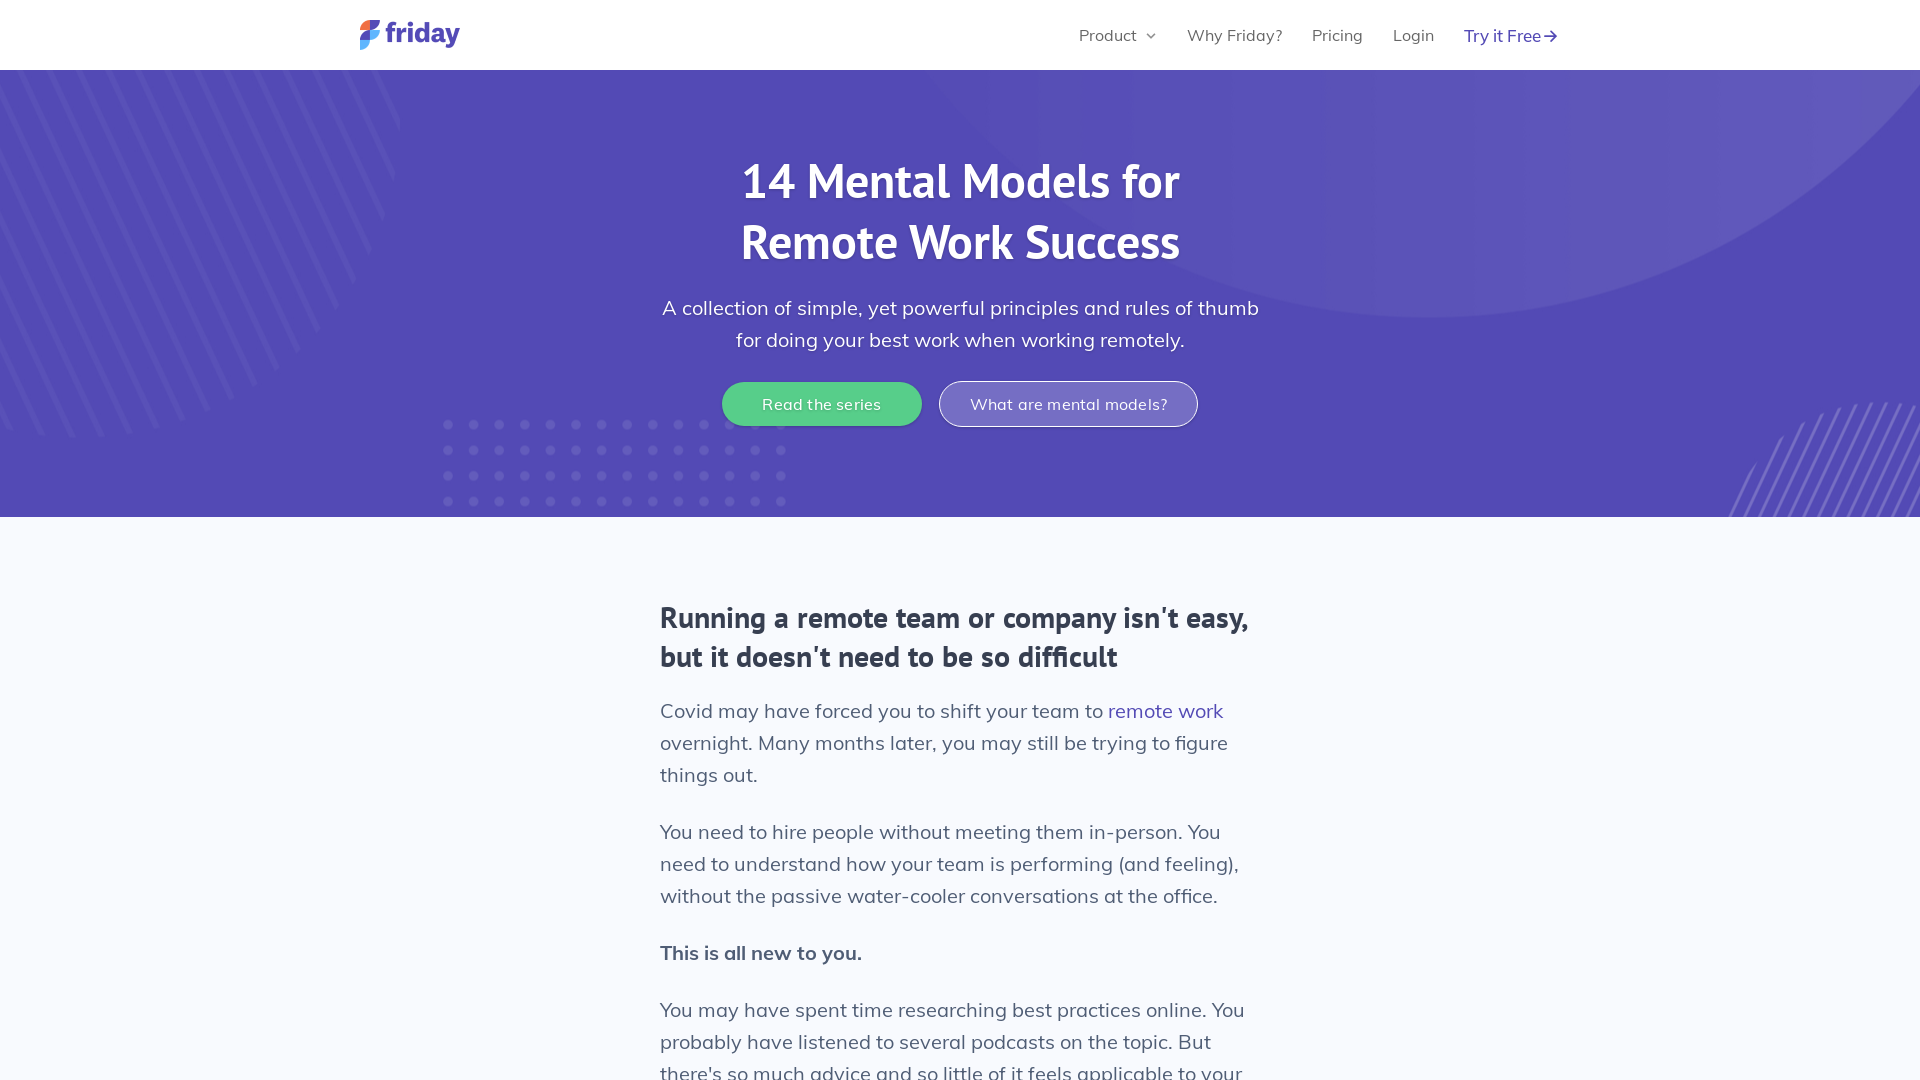 friday
Product
Why Friday?
Pricing
Login
Try it Free
14 Mental Models for
Remote Work Success
A collection of simple, yet powerful principles and rules of thumb
for doing your best work when working remotely.
Read the series
What are mental models?
Running a remote team or company isn't easy,
but it doesn't need to be so difficult
Covid may have forced you to shift your team to remote work
overnight. Many months later, you may still be trying to figure
things out.
You need to hire people without meeting them in-person. You
need to understand how your team is performing (and feeling),
without the passive water-cooler conversations at the office.
This is all new to you.
You may have spent time researching best practices online. You
probably have listened to several podcasts on the topic. But
there's so much advice and so little of it feels applicable to your